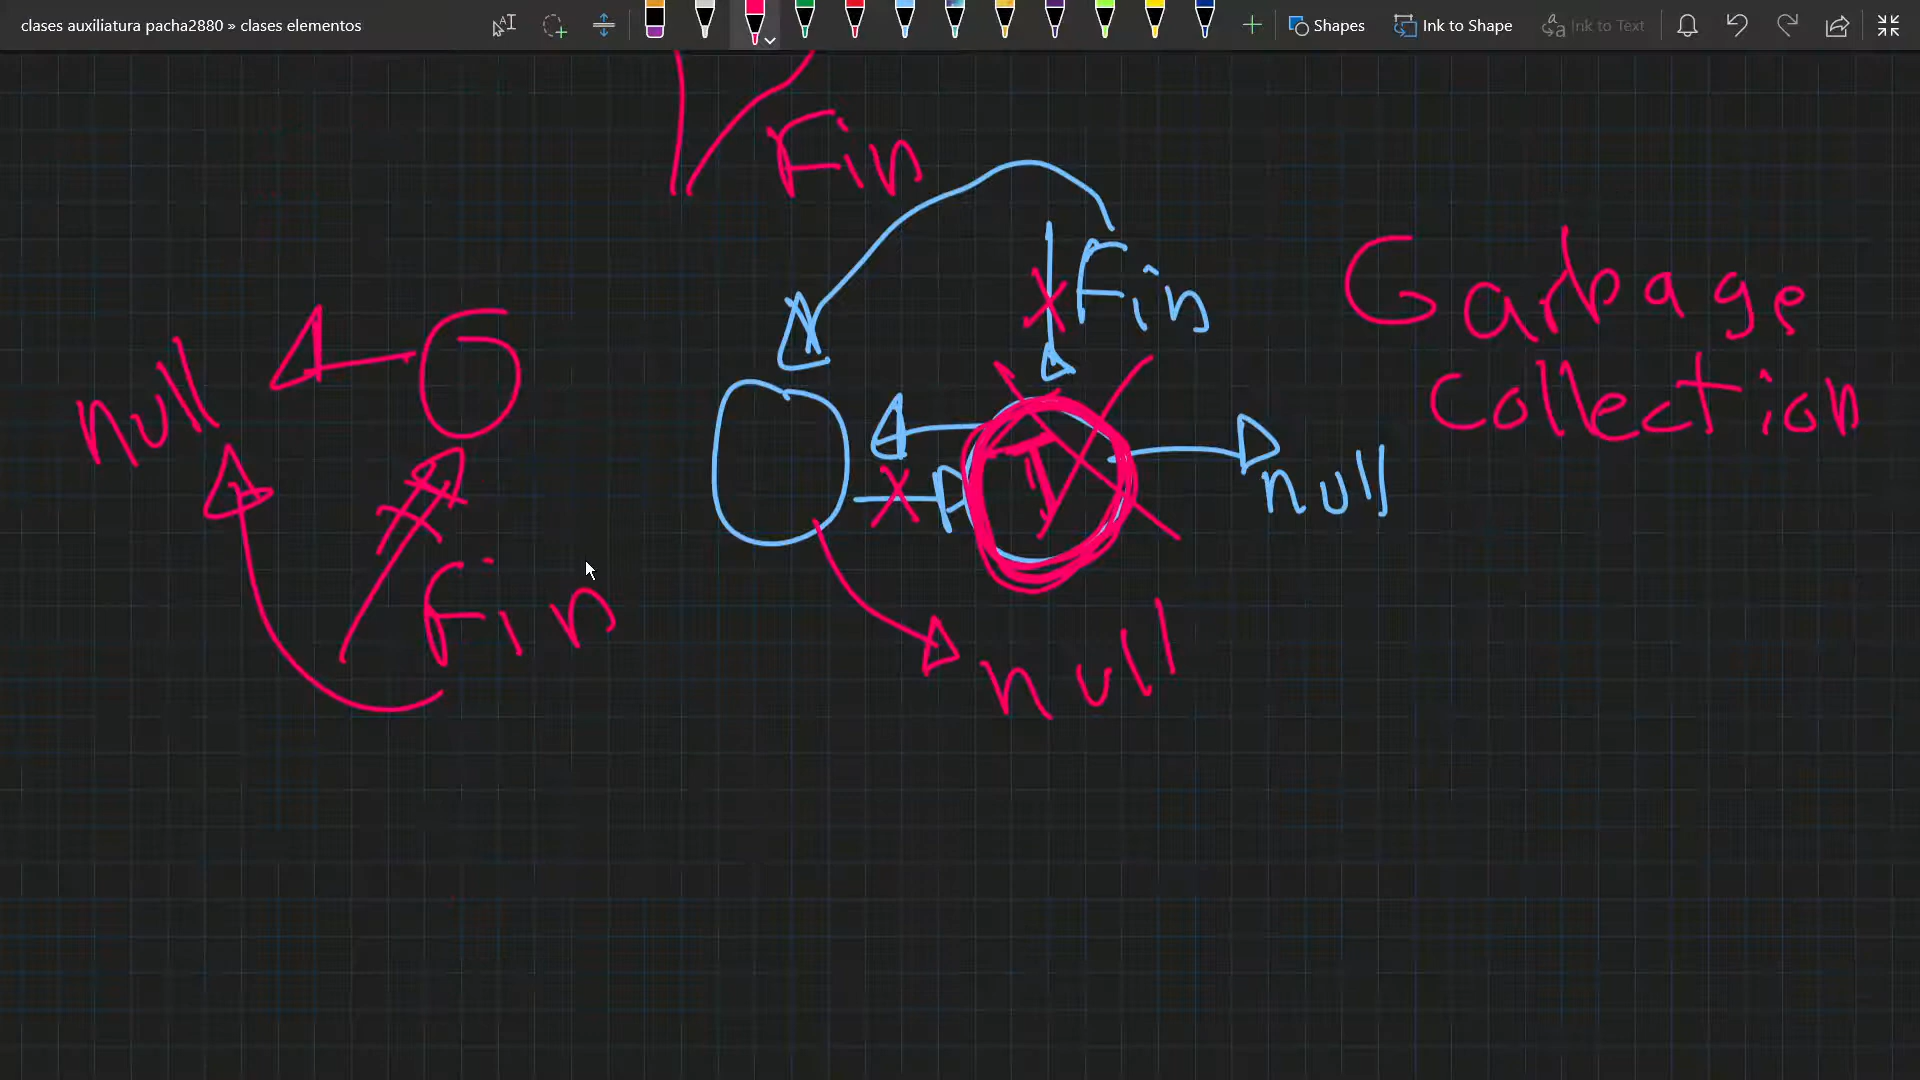 clases auxiliatura pacha2880 » clases elementos
Shapes
Ink to Shape
Ink to Text
Fin
Fin
Garbage
Collection
null
null
Fin
null